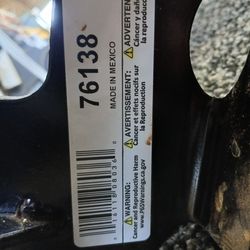 76138
MADE IN MEXICO
⚠ ADVERTEN
Cáncer y dañ
la reproducc
⚠ AVERTISSEMENT:
Cancer et effets nocifs sur
la Reproduction
⚠ WARNING:
Cancer and Reproductive Harm
www.P65Warnings.ca.gov